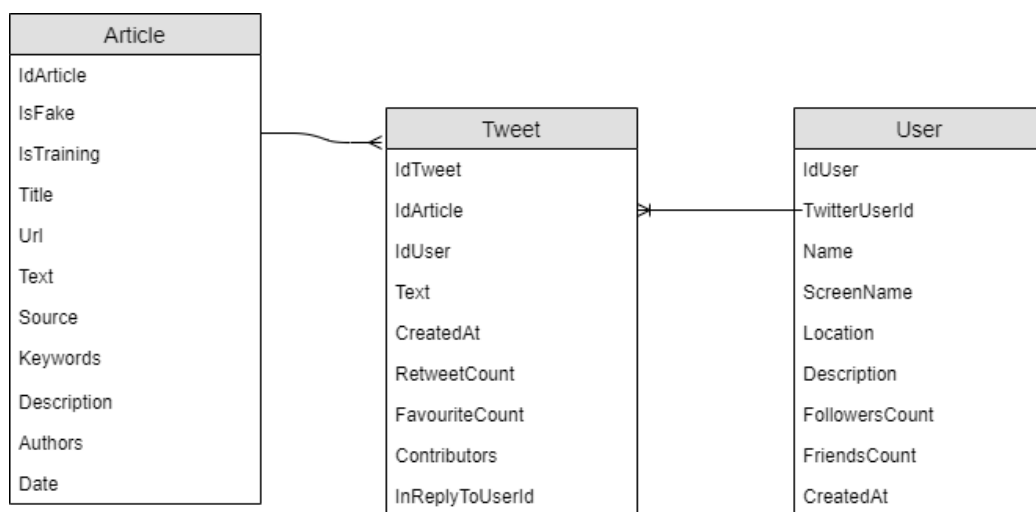 Article
IdArticle
IsFake
IsTraining
Title
Url
Text
Source
Keywords
Description
Authors
Date
Tweet
IdTweet
IdArticle
IdUser
Text
CreatedAt
RetweetCount
FavouriteCount
Contributors
InReplyToUserId
User
IdUser
TwitterUserId
Name
ScreenName
Location
Description
FollowersCount
FriendsCount
CreatedAt